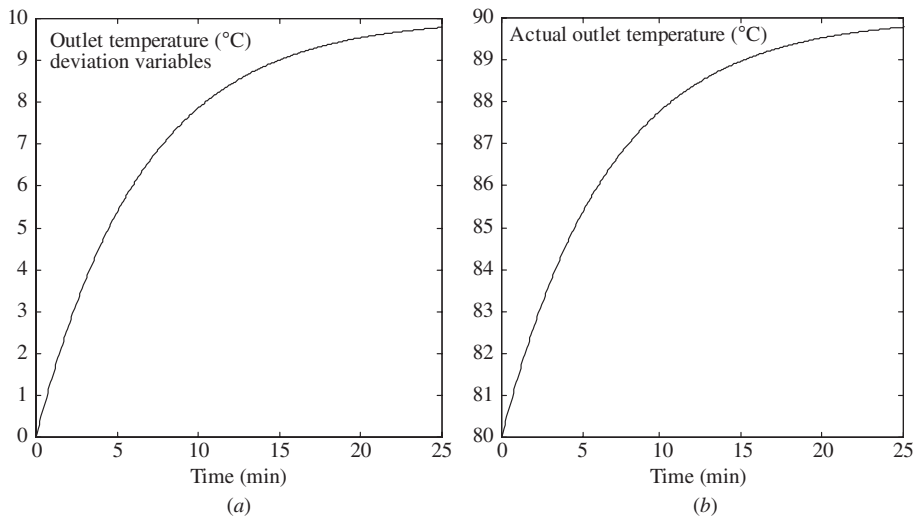 10
9
8
7
6
5
4
3
2
1
0
Outlet temperature (°C)
deviation variables
0 5 10 15 20 25
Time (min)
(a)
90
89
88
87
86
85
84
83
82
81
80
Actual outlet temperature (°C)
0 5 10 15 20 25
Time (min)
(b)